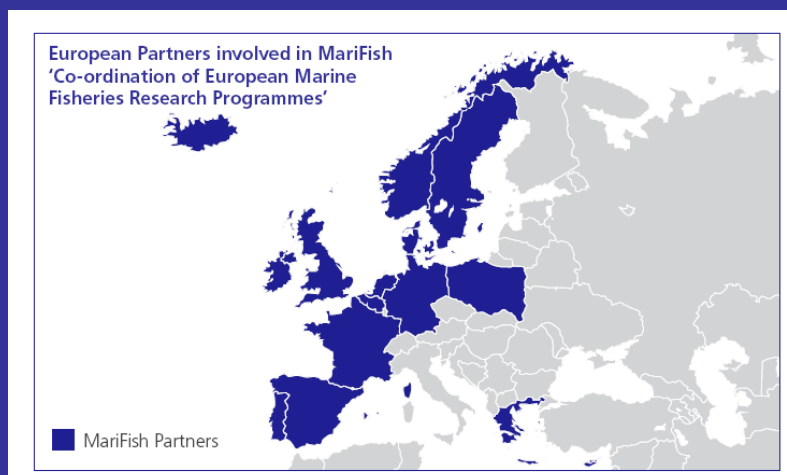 European Partners involved in MariFish
‘Co-ordination of European Marine
Fisheries Research Programmes’
MariFish Partners